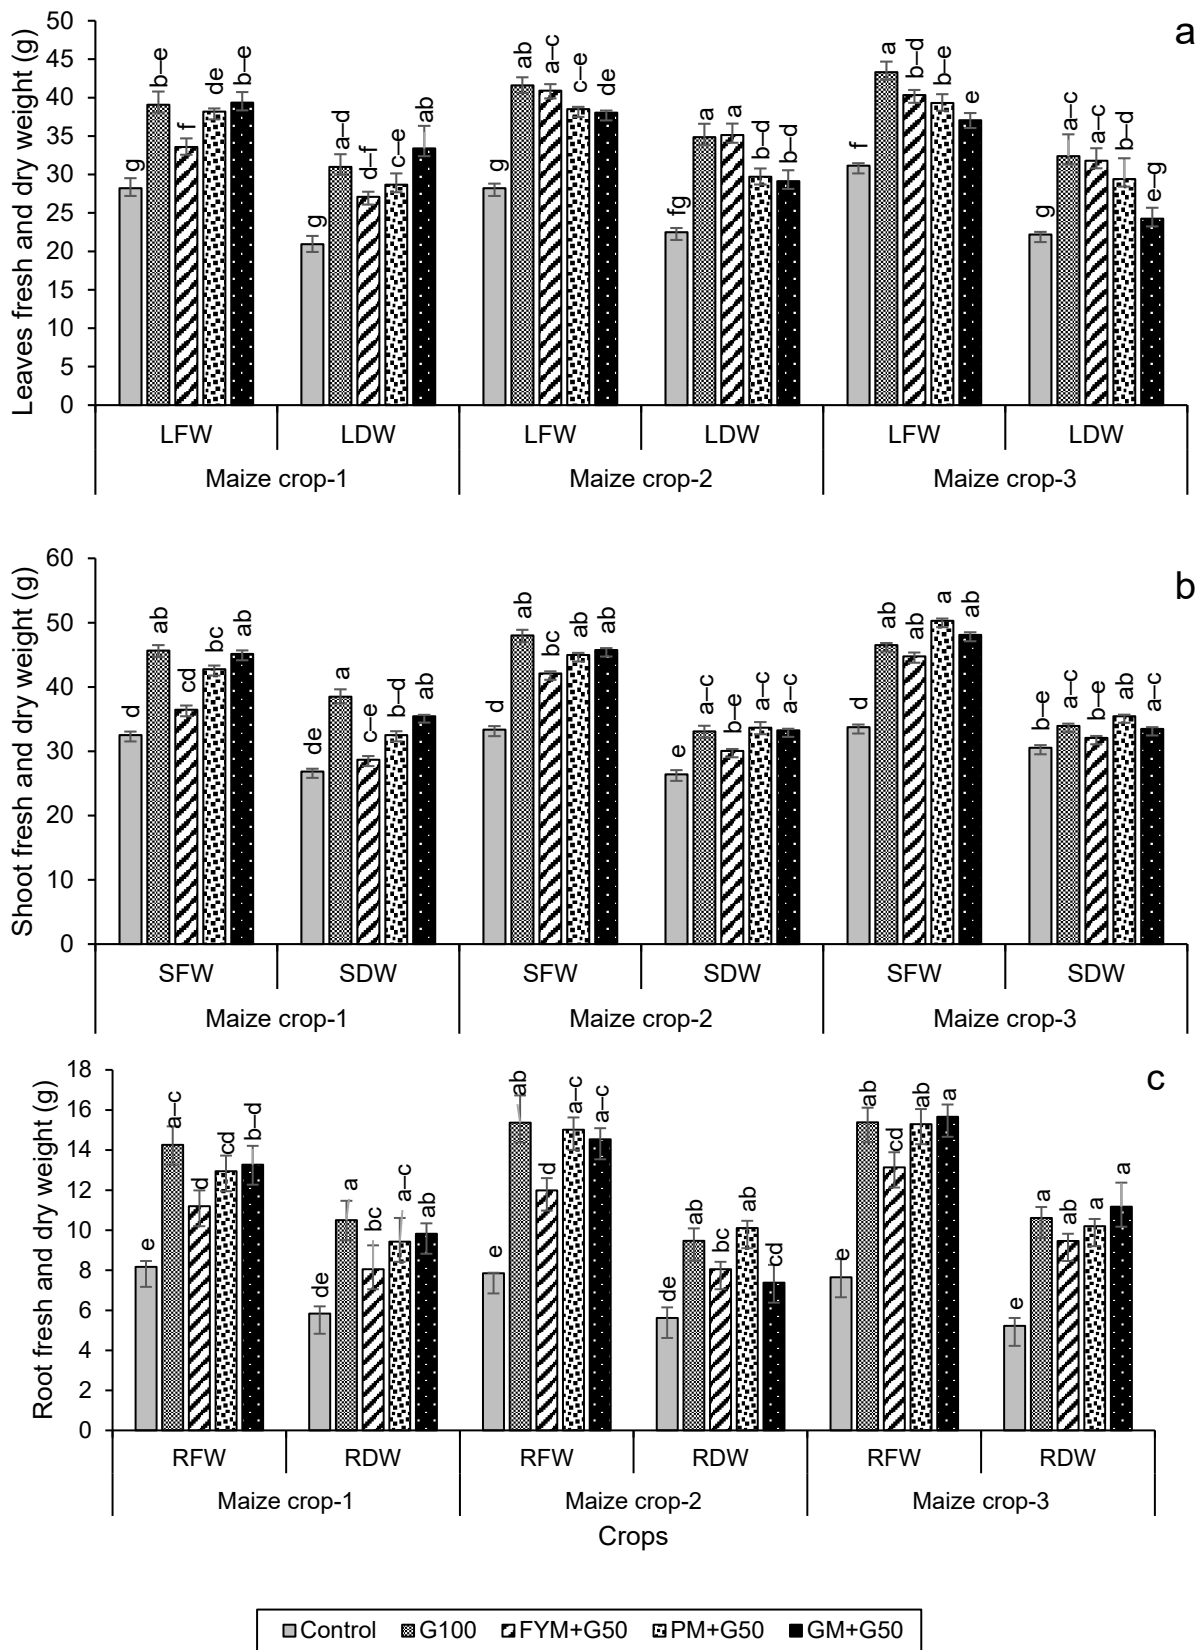 a
Leaves fresh and dry weight (g)
50
45
40
35
30
25
20
15
10
5
0
g b–e f de b–e
g a–d d–f c–e ab
g ab a–c c–e de
fg a a b–d b–d
f a b–d b–e e
g a–c a–c b–d e–g
LFW LDW LFW LDW LFW LDW
Maize crop-1 Maize crop-2 Maize crop-3
b
Shoot fresh and dry weight (g)
60
50
40
30
20
10
0
d ab cd bc ab
de a c–e b–d ab
d ab bc ab ab
e a–c b–e a–c a–c
d ab ab a ab
b–e a–c b–e ab a–c
SFW SDW SFW SDW SFW SDW
Maize crop-1 Maize crop-2 Maize crop-3
c
Root fresh and dry weight (g)
18
16
14
12
10
8
6
4
2
0
e a–c d cd b–d
de a bc a–c ab
e ab d a–c a–c
de ab bc ab cd
e ab cd ab a
e a ab a a
RFW RDW RFW RDW RFW RDW
Maize crop-1 Maize crop-2 Maize crop-3
Crops
Control G100 FYM+G50 PM+G50 GM+G50